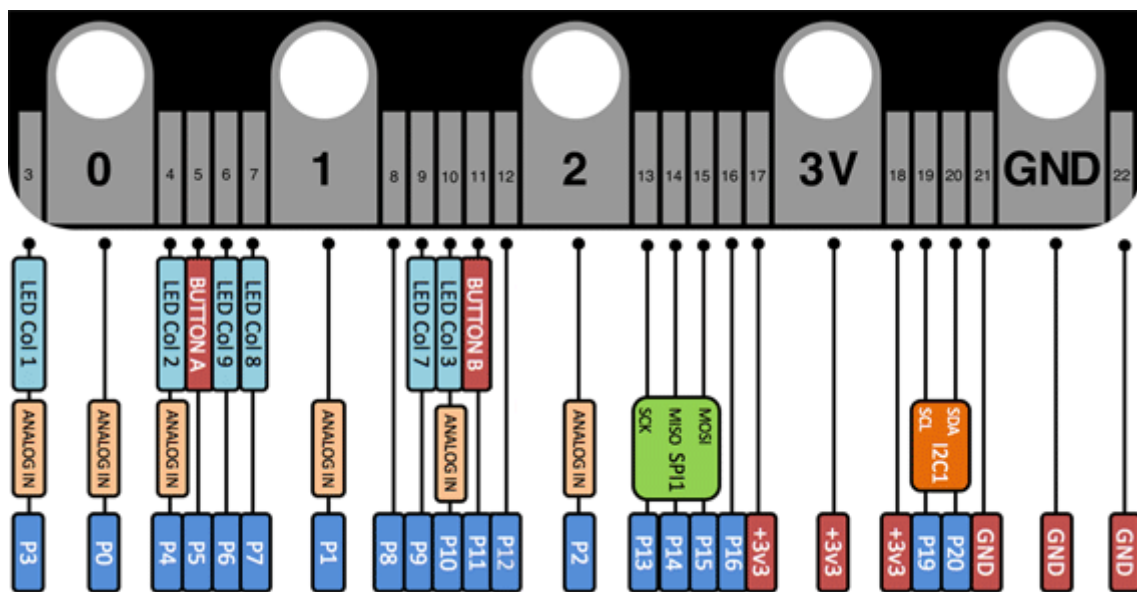 3 0 4 5 6 7 1 8 9 10 11 12 2 13 14 15 16 17 3V 18 19 20 21 GND 22
LED Col 1
LED Col 2
BUTTON A
LED Col 9
LED Col 8
LED Col 7
LED Col 3
BUTTON B
ANALOG IN
ANALOG IN
ANALOG IN
ANALOG IN
ANALOG IN
ANALOG IN
SCK
MISO
MOSI
SPI1
SCL
SDA
I2C1
P3
P0
P4
P5
P6
P7
P1
P8
P9
P10
P11
P12
P2
P13
P14
P15
P16
+3v3
+3v3
+3v3
P19
P20
GND
GND
GND